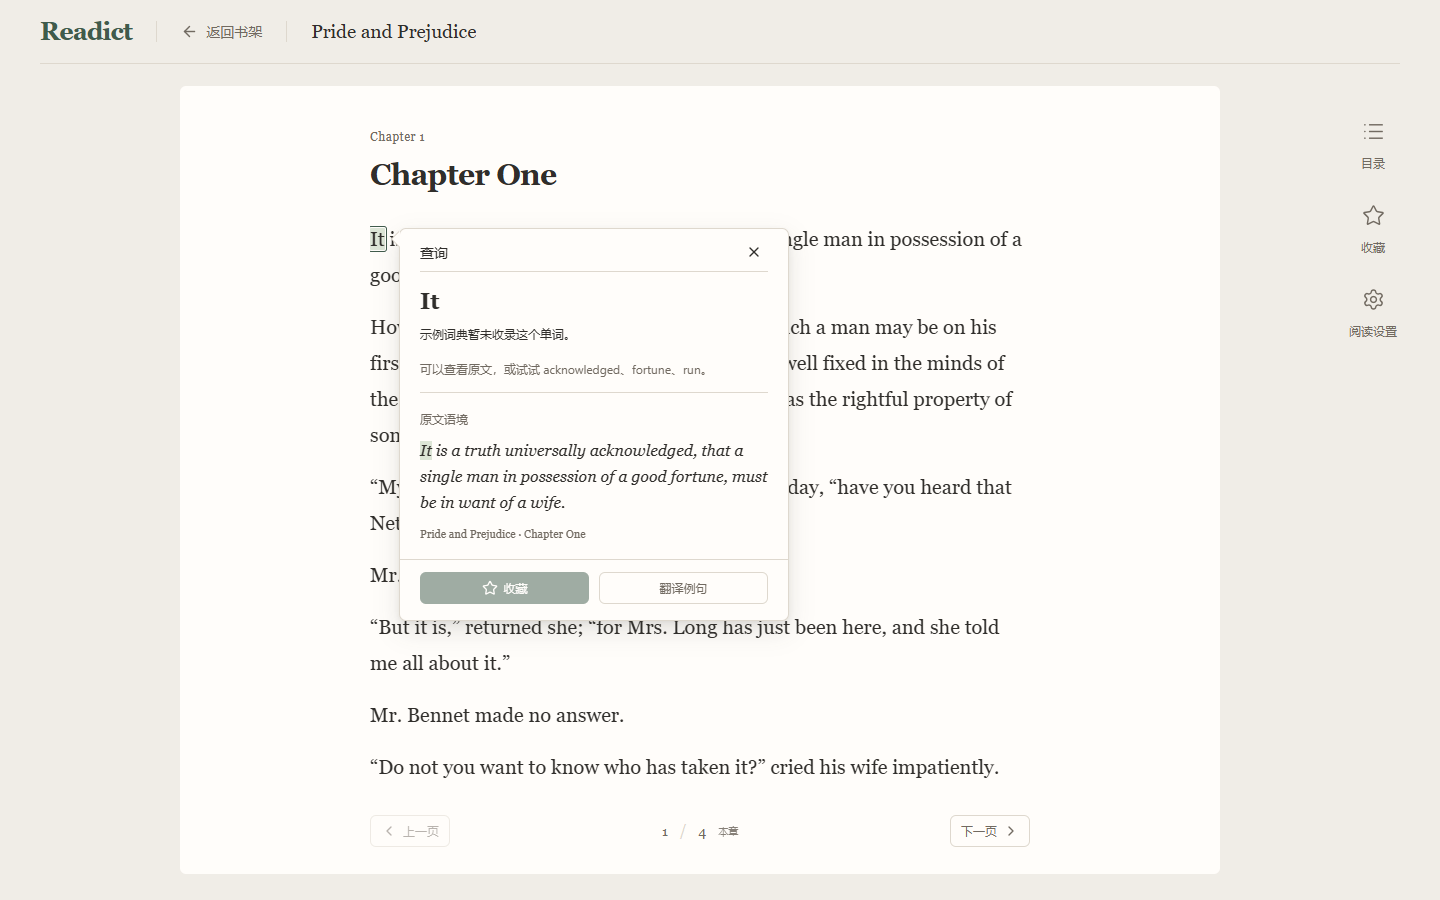 Readict
返回书架
Pride and Prejudice
Chapter 1
Chapter One
It i
ngle man in possession of a
goo
How
ch a man may be on his
firs
well fixed in the minds of
the
as the rightful property of
son
“My
day, “have you heard that
Net
Mr.
“But it is,” returned she; “for Mrs. Long has just been here, and she told
me all about it.”
Mr. Bennet made no answer.
“Do not you want to know who has taken it?” cried his wife impatiently.
查询
It
示例词典暂未收录这个单词。
可以查看原文，或试试 acknowledged、fortune、run。
原文语境
It is a truth universally acknowledged, that a
single man in possession of a good fortune, must
be in want of a wife.
Pride and Prejudice · Chapter One
收藏
翻译例句
上一页
1 / 4 本章
下一页
目录
收藏
阅读设置